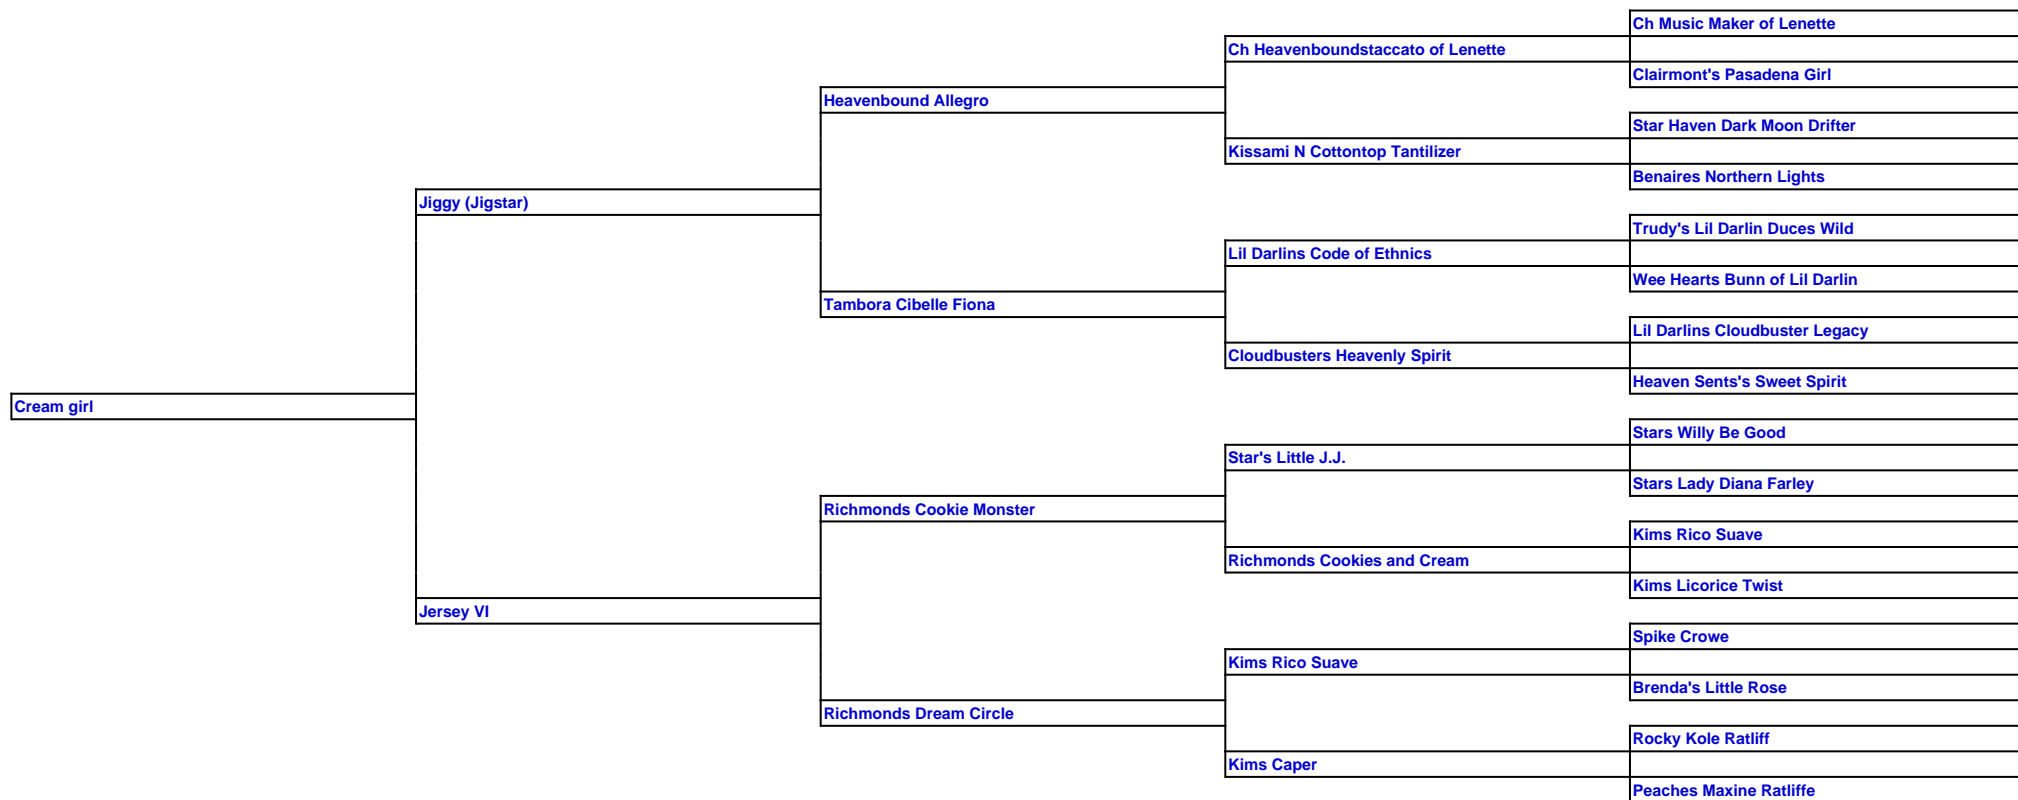 Ch Music Maker of Lenette
Ch Heavenboundstaccato of Lenette
Clairmont's Pasadena Girl
Heavenbound Allegro
Star Haven Dark Moon Drifter
Kissami N Cottontop Tantilizer
Benaires Northern Lights
Jiggy (Jigstar)
Trudy's Lil Darlin Duces Wild
Lil Darlins Code of Ethnics
Wee Hearts Bunn of Lil Darlin
Tambora Cibelle Fiona
Lil Darlins Cloudbuster Legacy
Cloudbusters Heavenly Spirit
Heaven Sents's Sweet Spirit
Cream girl
Stars Willy Be Good
Star's Little J.J.
Stars Lady Diana Farley
Richmonds Cookie Monster
Kims Rico Suave
Richmonds Cookies and Cream
Kims Licorice Twist
Jersey VI
Spike Crowe
Kims Rico Suave
Brenda's Little Rose
Richmonds Dream Circle
Rocky Kole Ratliff
Kims Caper
Peaches Maxine Ratliffe